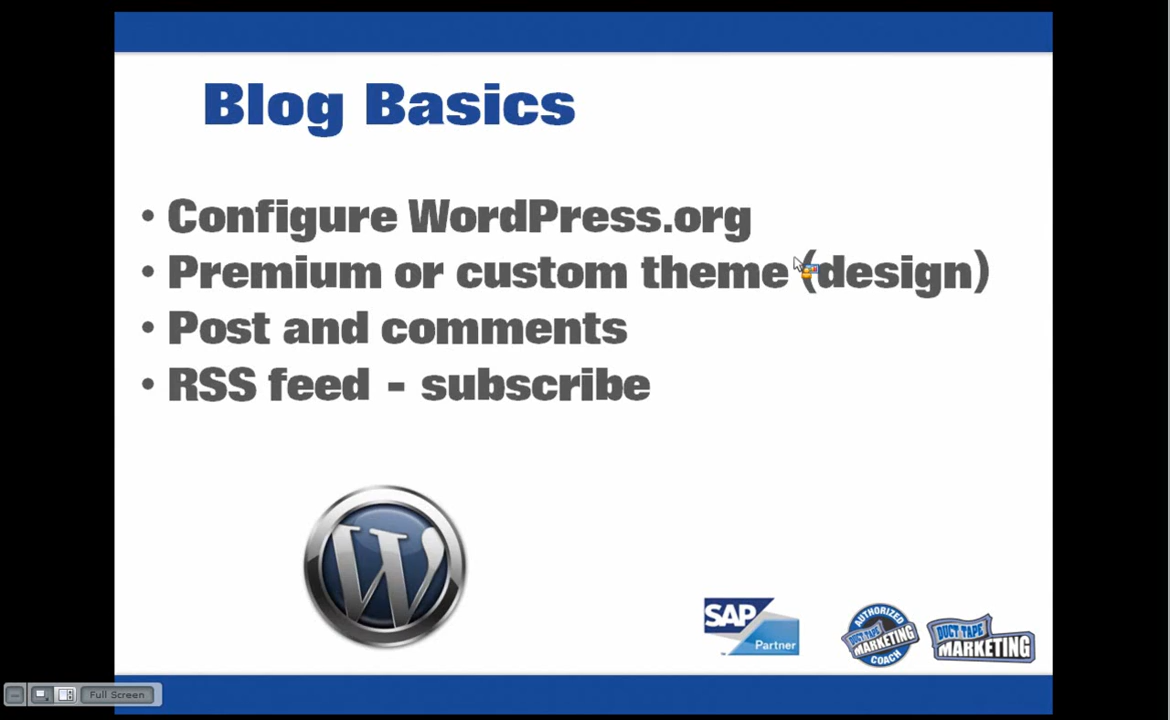 Blog Basics
• Configure WordPress.org
• Premium or custom theme (design)
• Post and comments
• RSS feed - subscribe
W
SAP
Partner
AUTHORIZED
DUCT TAPE
MARKETING
COACH
DUCT TAPE
MARKETING
Full Screen